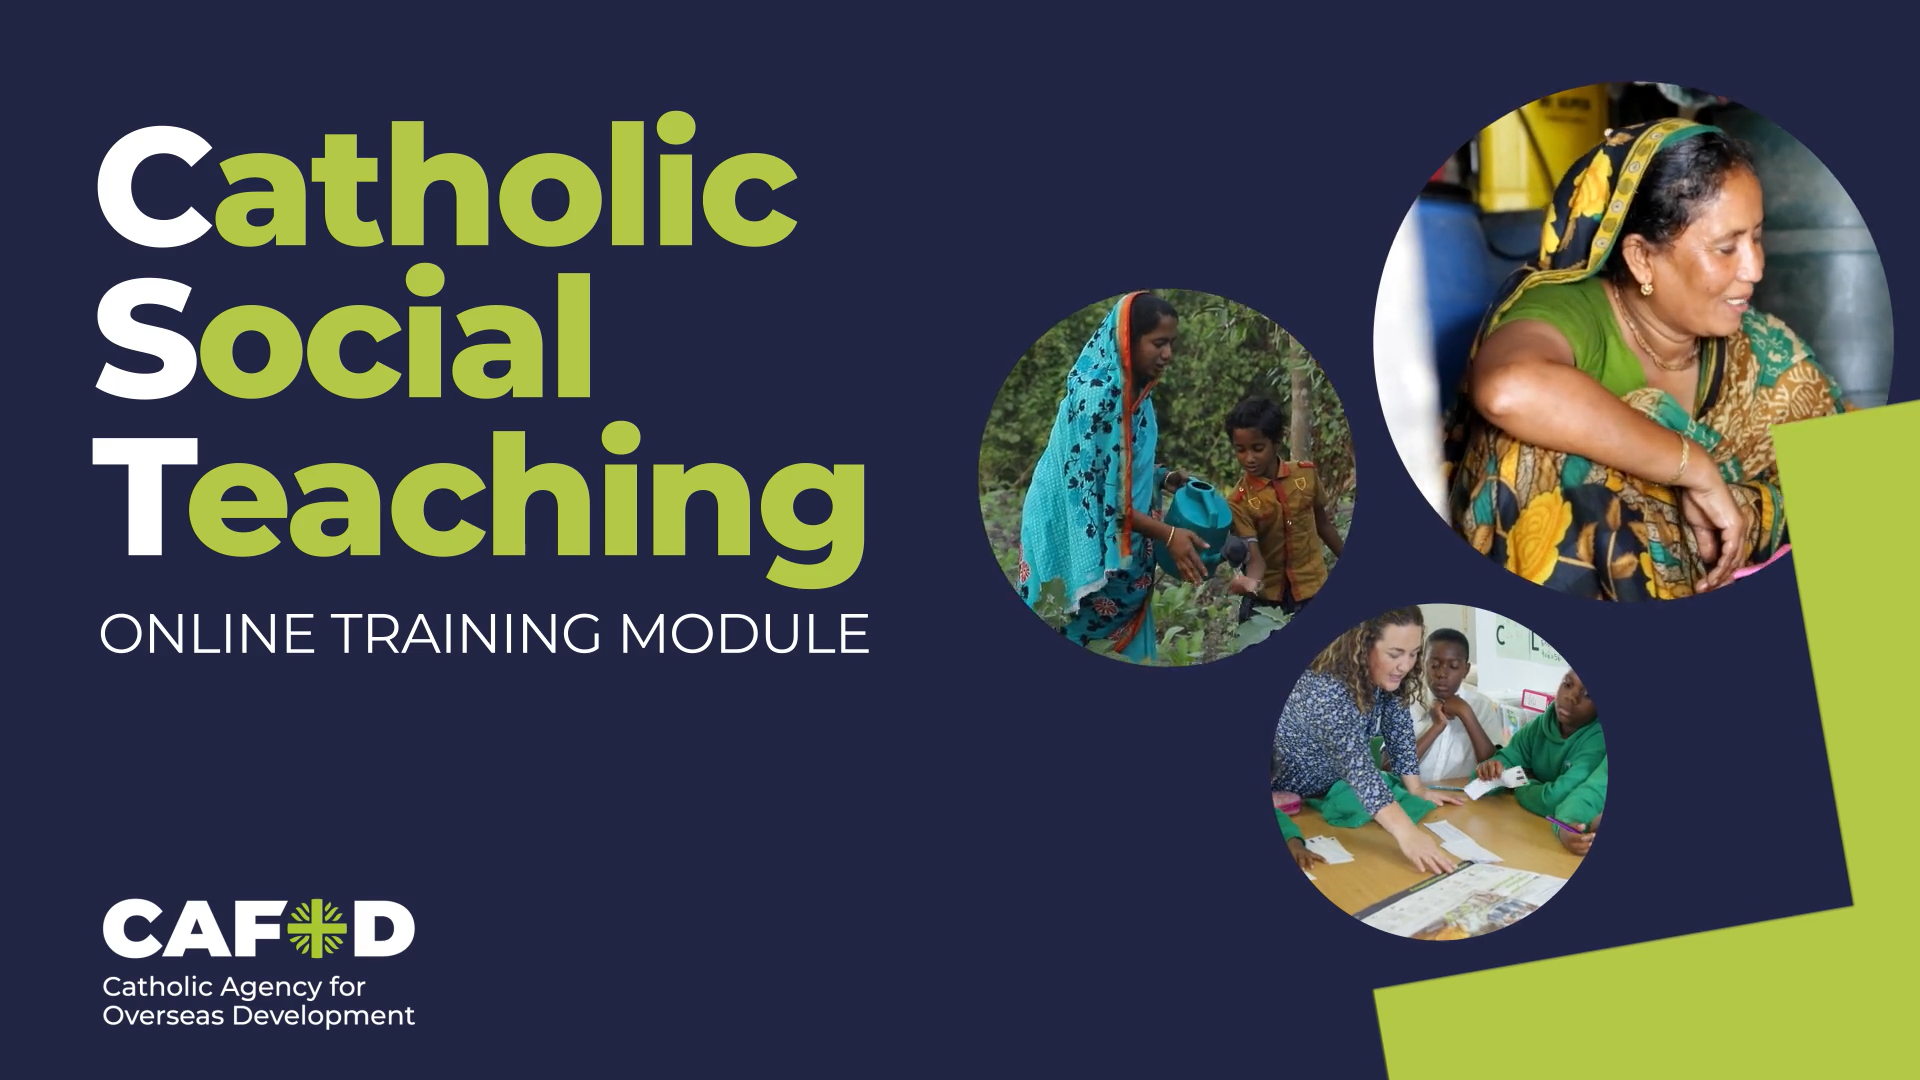 Catholic
Social
Teaching
ONLINE TRAINING MODULE
CAFOD
Catholic Agency for
Overseas Development
C L